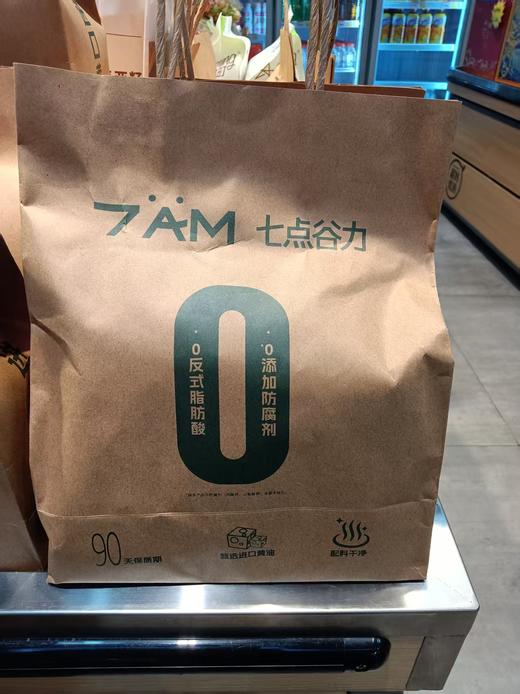 7AM 七点谷力
·0反式脂肪酸
·0添加防腐剂
0
90天保质期
甄选进口黄油
配料干净